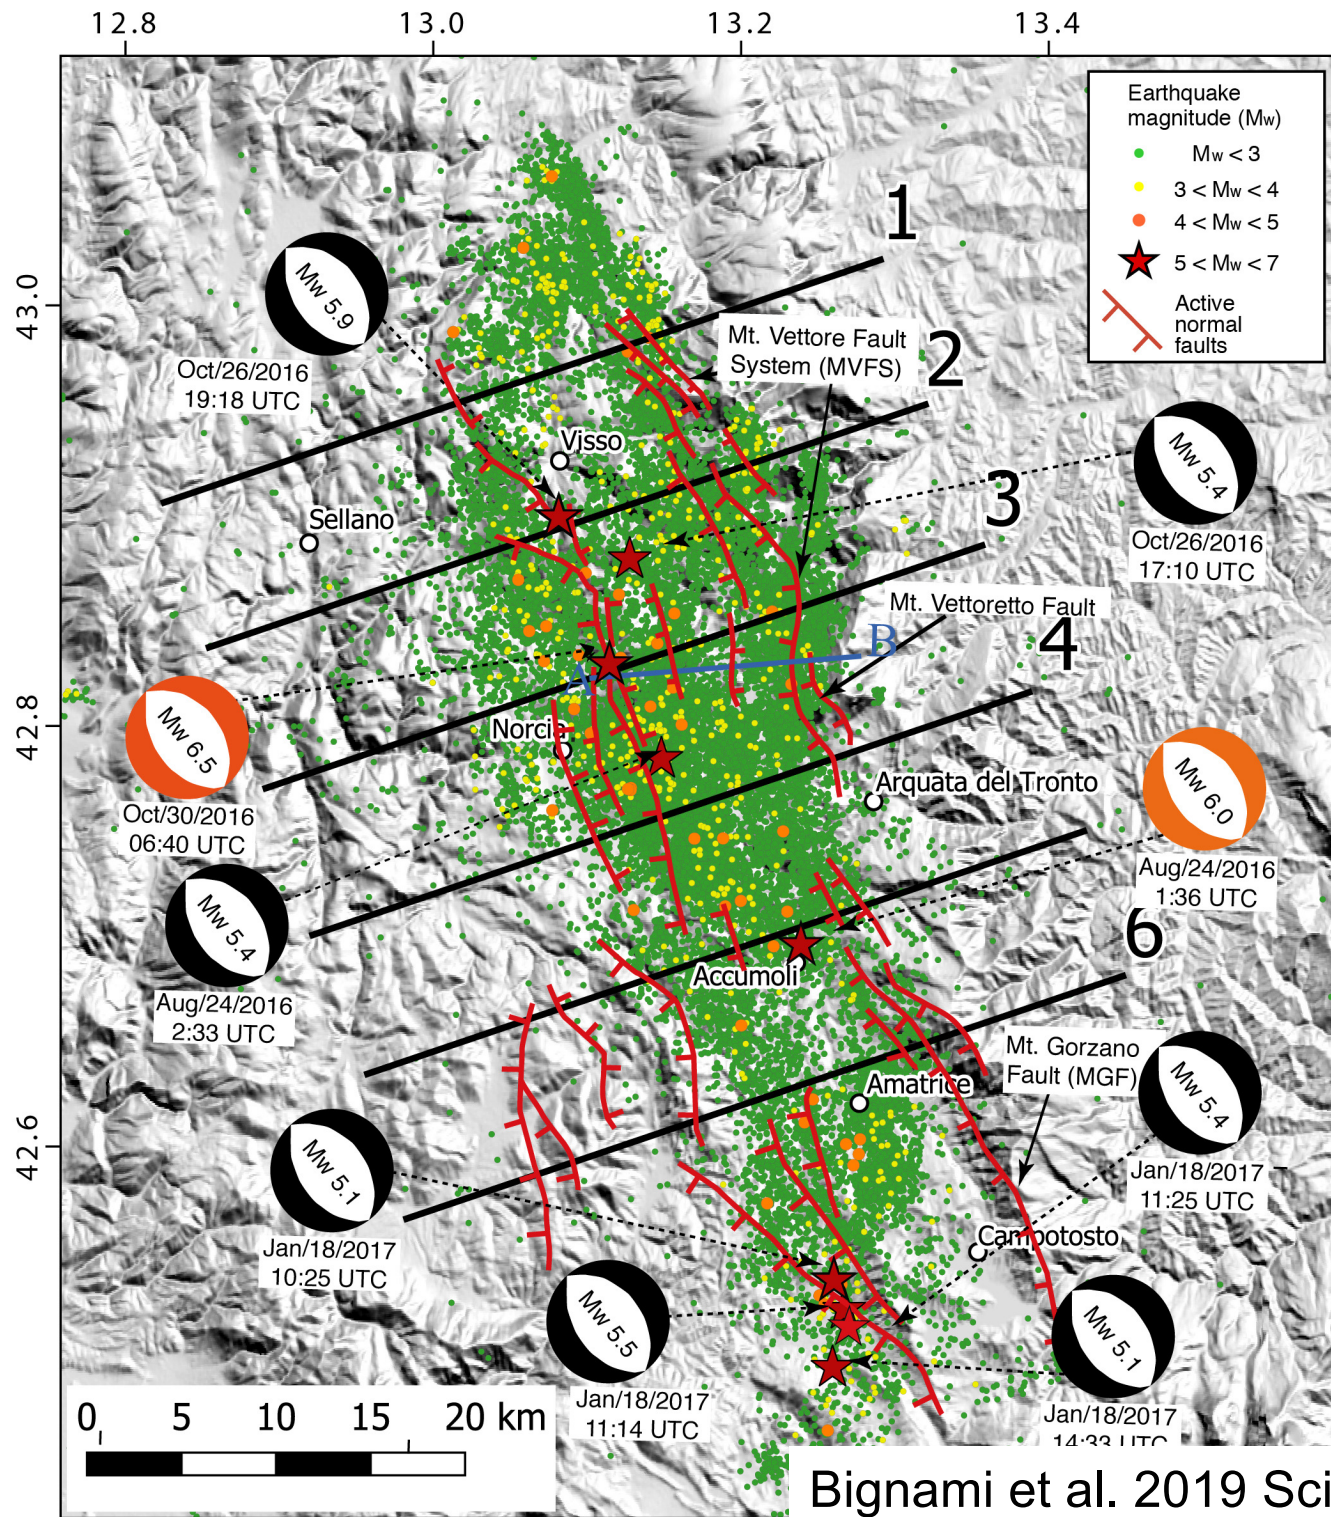 12.8
13.0
13.2
13.4
43.0
42.8
42.6
Earthquake
magnitude (Mw)
Mw < 3
3 < Mw < 4
4 < Mw < 5
5 < Mw < 7
Active
normal
faults
1
2
3
4
6
Mw 5.9
Oct/26/2016
19:18 UTC
Mt. Vettore Fault
System (MVFS)
Visso
Sellano
Mw 5.4
Oct/26/2016
17:10 UTC
Mt. Vettoretto Fault
A
B
Mw 6.5
Oct/30/2016
06:40 UTC
Norcia
Arquata del Tronto
Mw 6.0
Aug/24/2016
1:36 UTC
Mw 5.4
Aug/24/2016
2:33 UTC
Accumoli
Mt. Gorzano
Fault (MGF)
Amatrice
Mw 5.4
Jan/18/2017
11:25 UTC
Mw 5.1
Jan/18/2017
10:25 UTC
Campotosto
Mw 5.5
Jan/18/2017
11:14 UTC
Mw 5.1
Jan/18/2017
14:33 UTC
0 5 10 15 20 km
Bignami et al. 2019 Sci